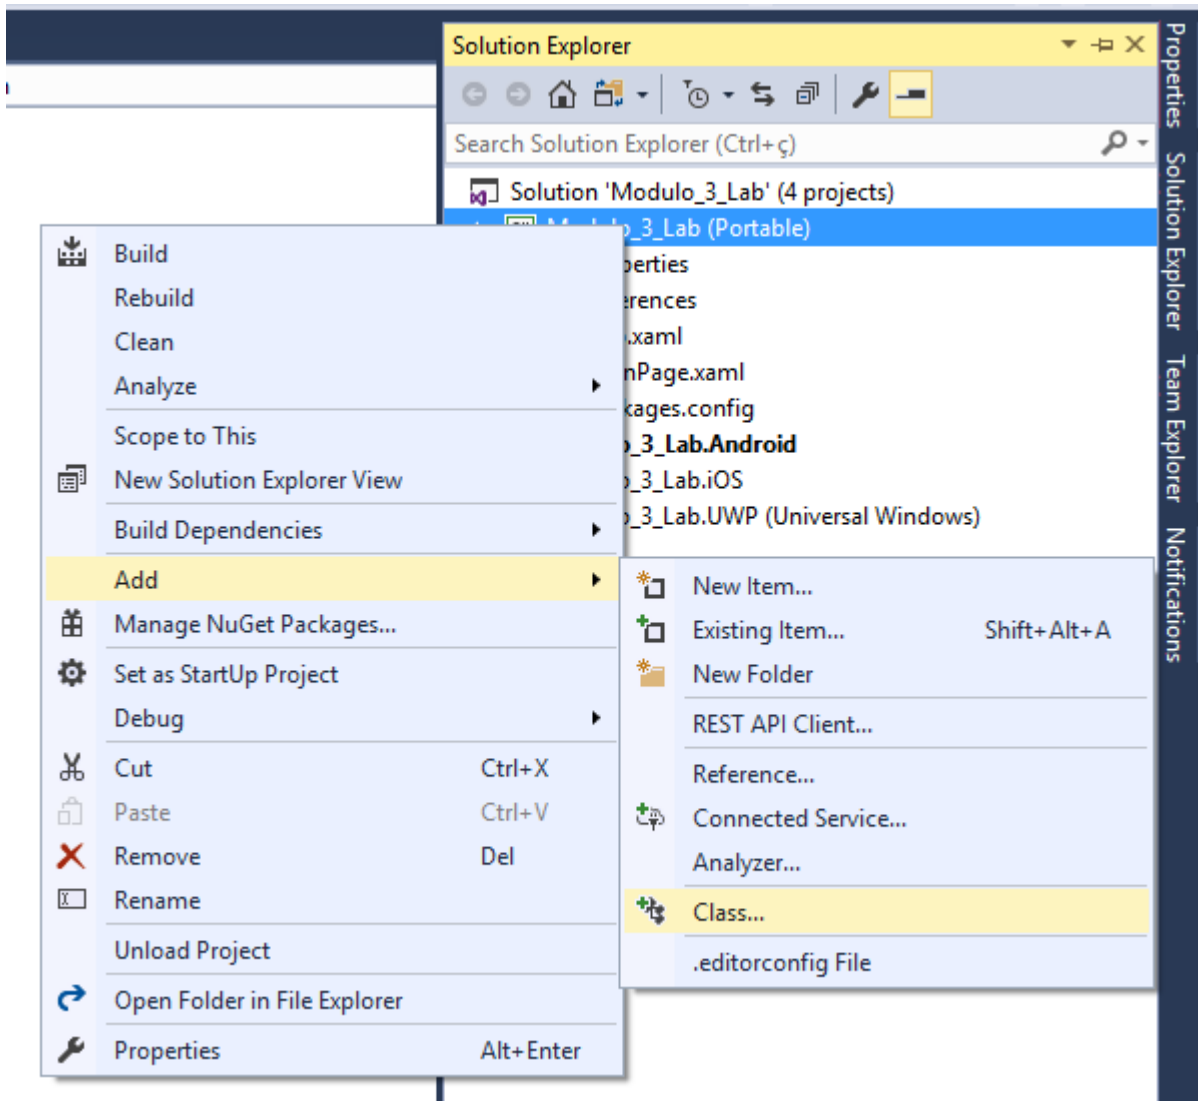 Solution Explorer
Search Solution Explorer (Ctrl+ç)
Solution 'Modulo_3_Lab' (4 projects)
_3_Lab (Portable)
perties
erences
.xaml
nPage.xaml
kages.config
_3_Lab.Android
_3_Lab.iOS
_3_Lab.UWP (Universal Windows)
Build
Rebuild
Clean
Analyze
Scope to This
New Solution Explorer View
Build Dependencies
Add
Manage NuGet Packages...
Set as StartUp Project
Debug
Cut Ctrl+X
Paste Ctrl+V
Remove Del
Rename
Unload Project
Open Folder in File Explorer
Properties Alt+Enter
New Item...
Existing Item... Shift+Alt+A
New Folder
REST API Client...
Reference...
Connected Service...
Analyzer...
Class...
.editorconfig File
Properties
Solution Explorer
Team Explorer
Notifications